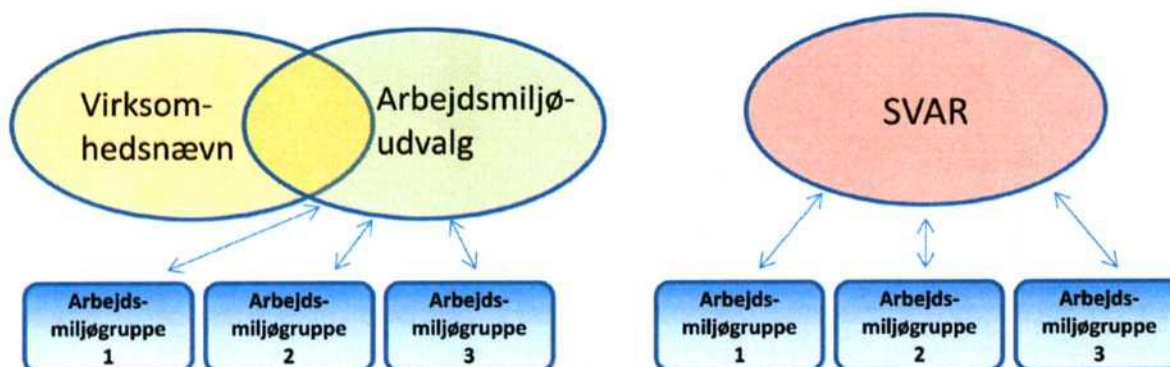 Virksom-
hedsnævn
Arbejdsmiljø-
udvalg
SVAR
Arbejds-
miljøgruppe
1
Arbejds-
miljøgruppe
2
Arbejds-
miljøgruppe
3
Arbejds-
miljøgruppe
1
Arbejds-
miljøgruppe
2
Arbejds-
miljøgruppe
3